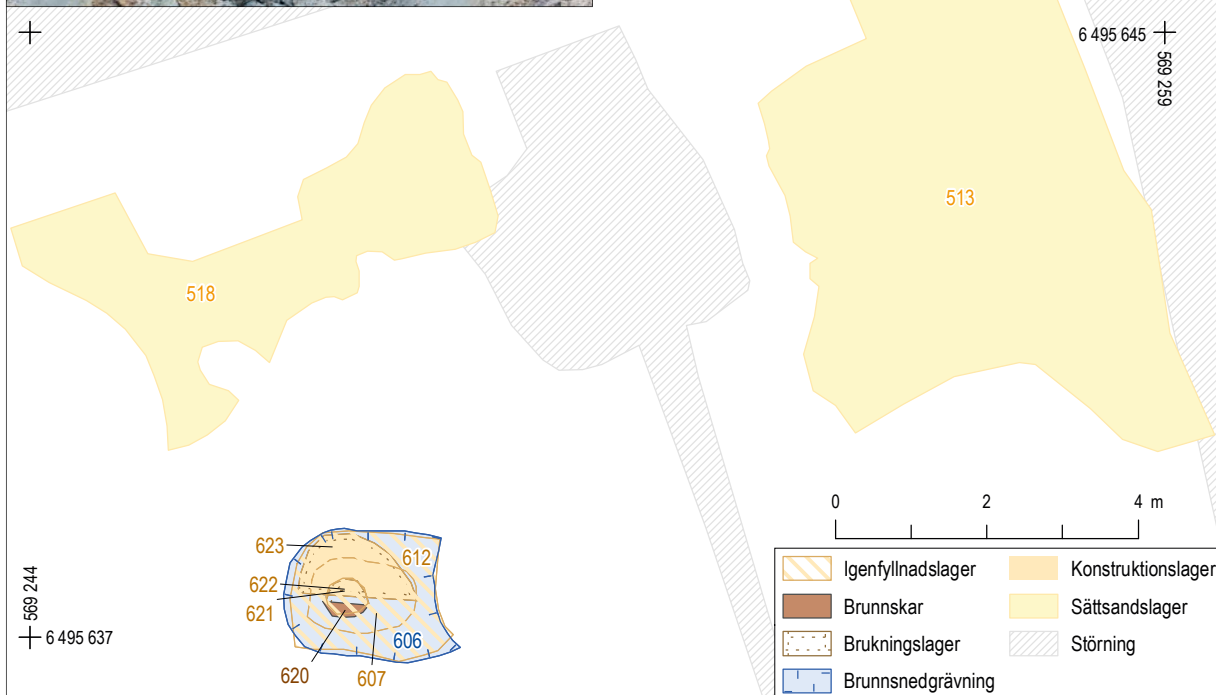 6 495 645
569 259
513
518
0 2 4 m
623
612
622
621
606
620
607
569 244
6 495 637
Igenfyllnadslager
Brunnskar
Brukningslager
Brunnsnedgrävning
Konstruktionslager
Sättsandslager
Störning